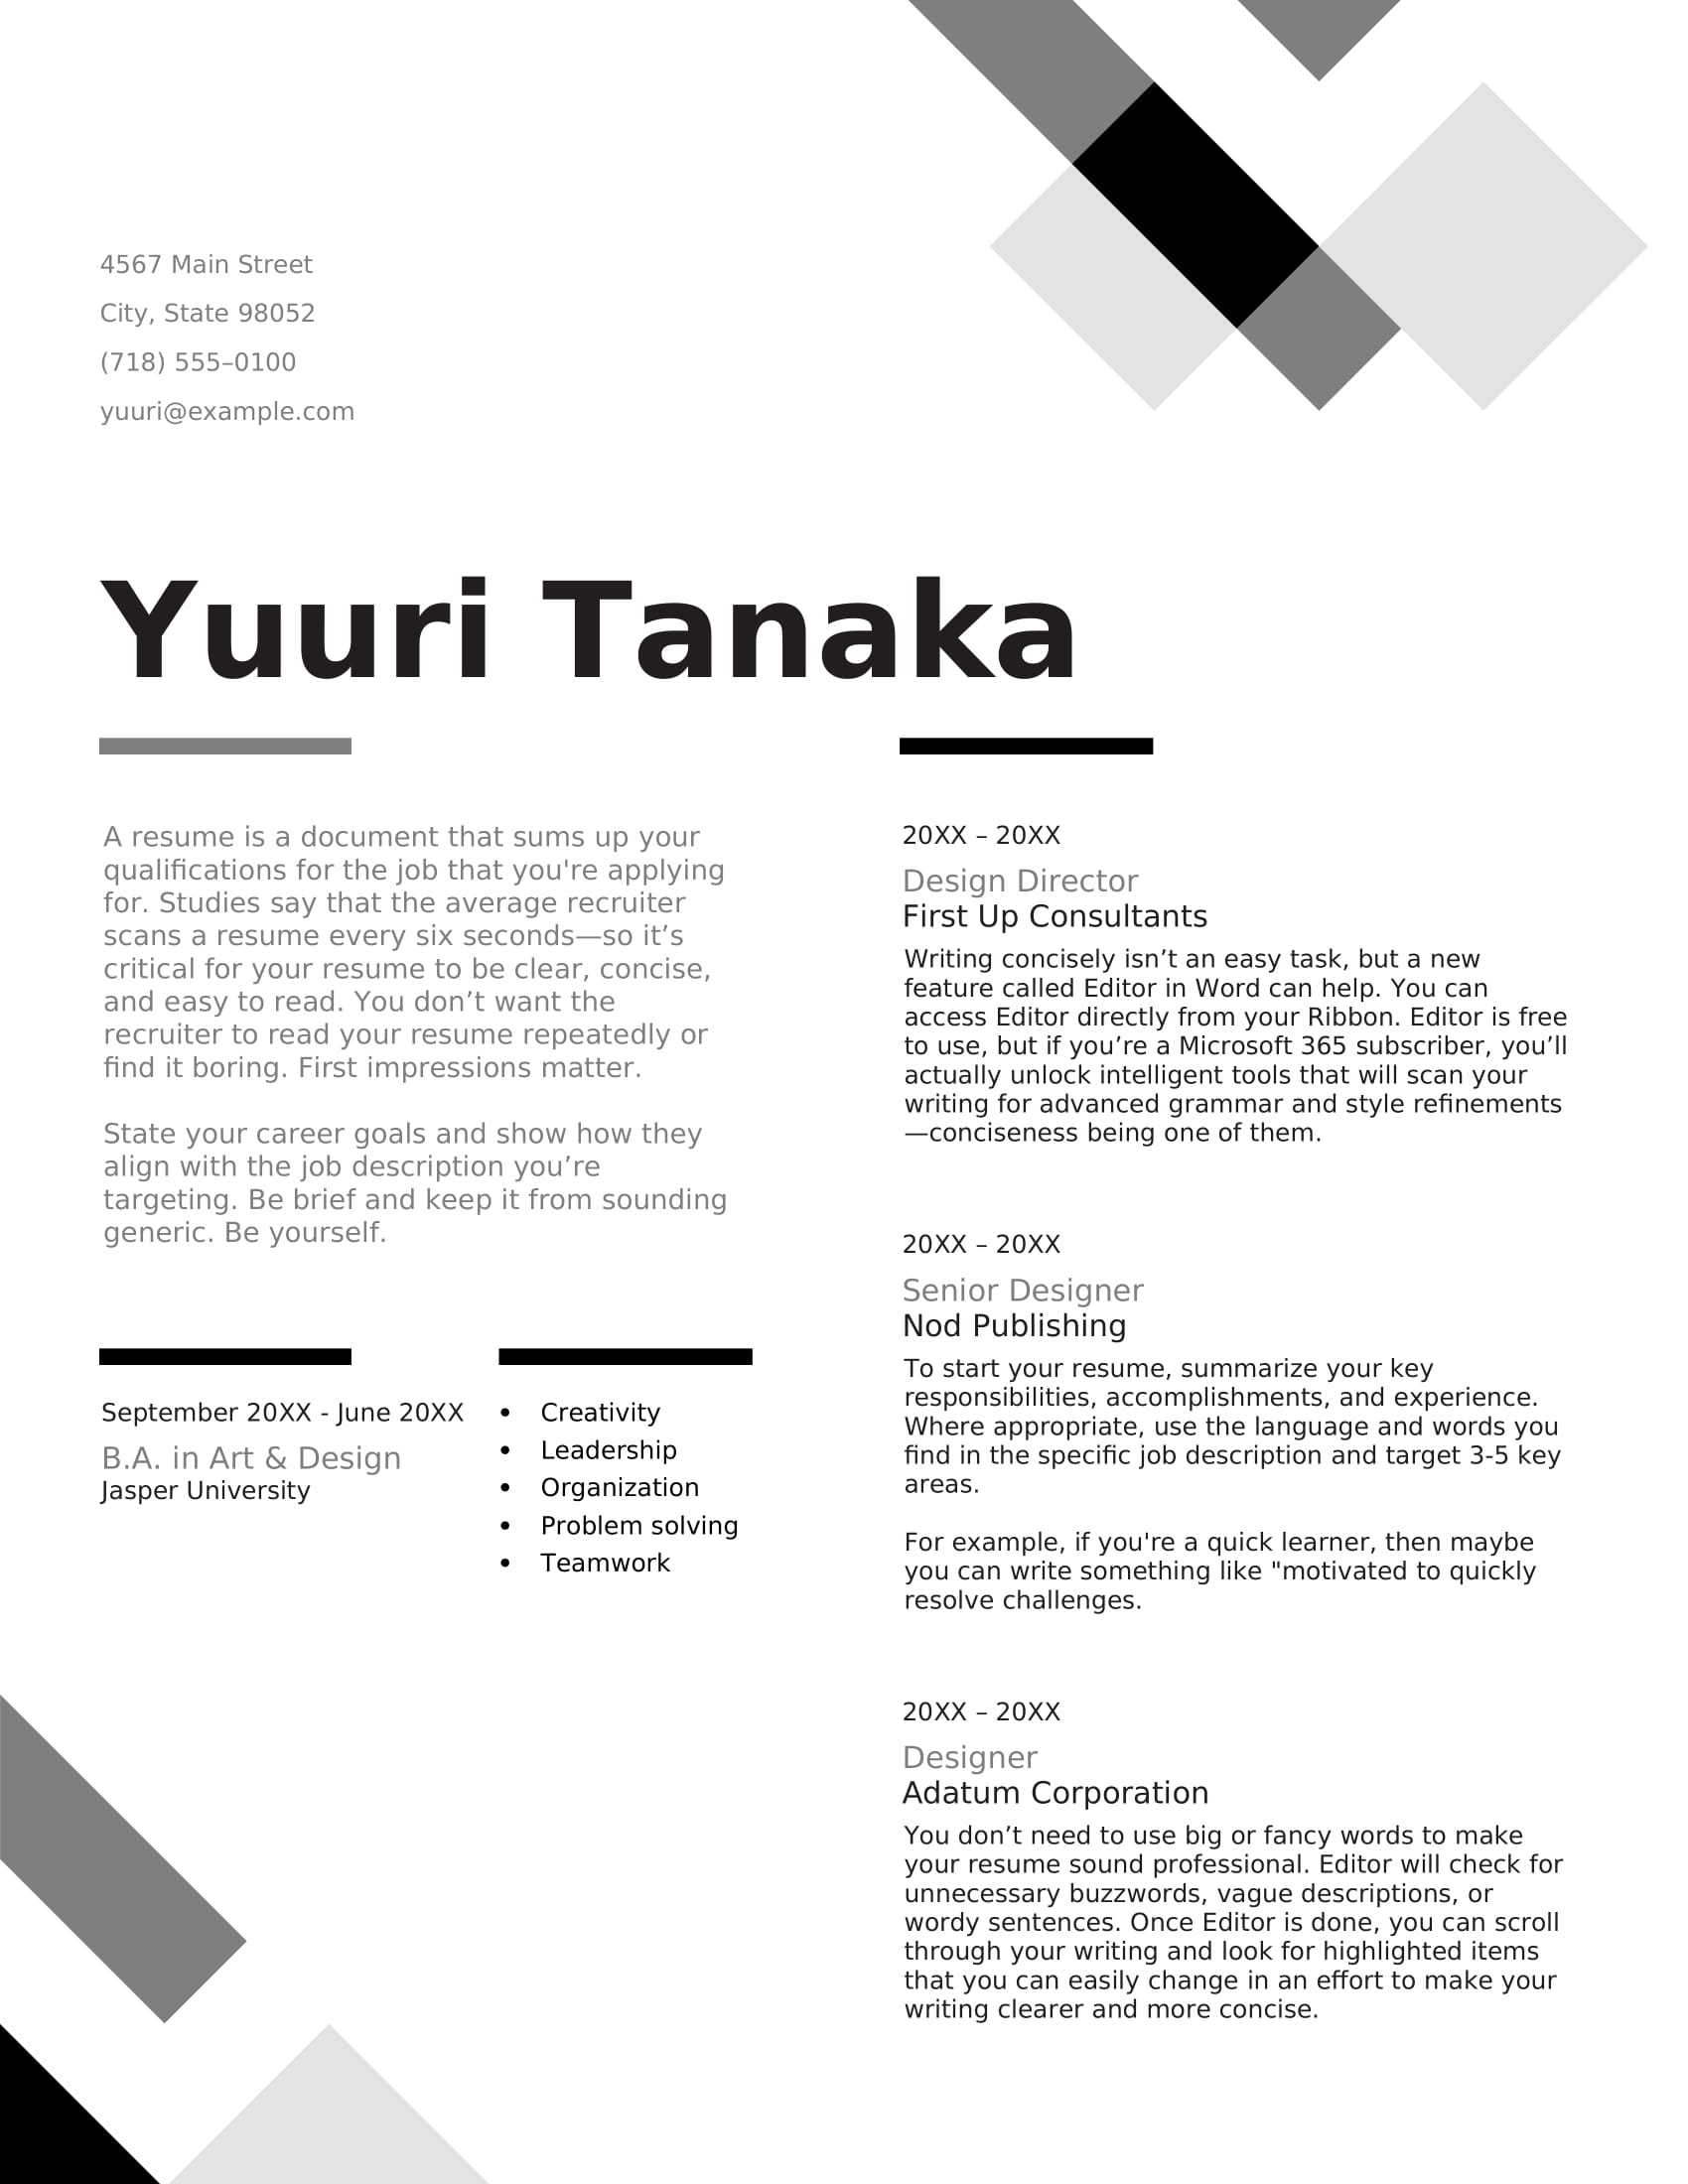 4567 Main Street
City, State 98052
(718) 555–0100
yuuri@example.com
Yuuri Tanaka
A resume is a document that sums up your
qualifications for the job that you're applying
for. Studies say that the average recruiter
scans a resume every six seconds—so it’s
critical for your resume to be clear, concise,
and easy to read. You don’t want the
recruiter to read your resume repeatedly or
find it boring. First impressions matter.
State your career goals and show how they
align with the job description you’re
targeting. Be brief and keep it from sounding
generic. Be yourself.
September 20XX - June 20XX
B.A. in Art & Design
Jasper University
• Creativity
• Leadership
• Organization
• Problem solving
• Teamwork
20XX – 20XX
Design Director
First Up Consultants
Writing concisely isn’t an easy task, but a new
feature called Editor in Word can help. You can
access Editor directly from your Ribbon. Editor is free
to use, but if you’re a Microsoft 365 subscriber, you’ll
actually unlock intelligent tools that will scan your
writing for advanced grammar and style refinements
—conciseness being one of them.
20XX – 20XX
Senior Designer
Nod Publishing
To start your resume, summarize your key
responsibilities, accomplishments, and experience.
Where appropriate, use the language and words you
find in the specific job description and target 3-5 key
areas.
For example, if you're a quick learner, then maybe
you can write something like "motivated to quickly
resolve challenges.
20XX – 20XX
Designer
Adatum Corporation
You don’t need to use big or fancy words to make
your resume sound professional. Editor will check for
unnecessary buzzwords, vague descriptions, or
wordy sentences. Once Editor is done, you can scroll
through your writing and look for highlighted items
that you can easily change in an effort to make your
writing clearer and more concise.